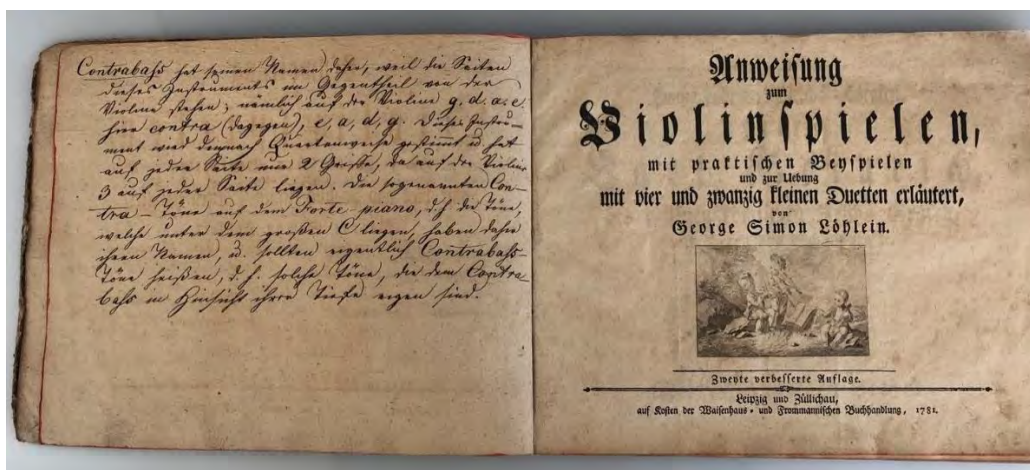 Contrabaß hat seinen Namen daher, weil die Saiten
dieses Instruments im Gegentheil von der
Violine stehen; nämlich auf der Violine g. d. a. e.
hier contra (dagegen), e, a, d, g. Dieses Instru-
ment wird demnach Quartenweise gestimmt u. hat
auf jeder Saite nur 2 Griffe, da auf der Violine
3 auf jeder Saite liegen. Die sogenannten Con-
tra-Töne auf dem Forte piano, d. h. die Töne,
welche unter dem großen C liegen, haben daher
ihren Namen, u. sollten eigentlich Contrabaß-
Töne heißen, d. h. solche Töne, die dem Contra-
baß in Hinsicht ihrer Tiefe eigen sind.
Anweisung
zum
Violinspielen,
mit praktischen Beyspielen
und zur Uebung
mit vier und zwanzig kleinen Duetten erläutert,
von
George Simon Löhlein.
Zweyte verbesserte Auflage.
Leipzig und Züllichau,
auf Kosten der Waisenhaus- und Frommannischen Buchhandlung, 1781.